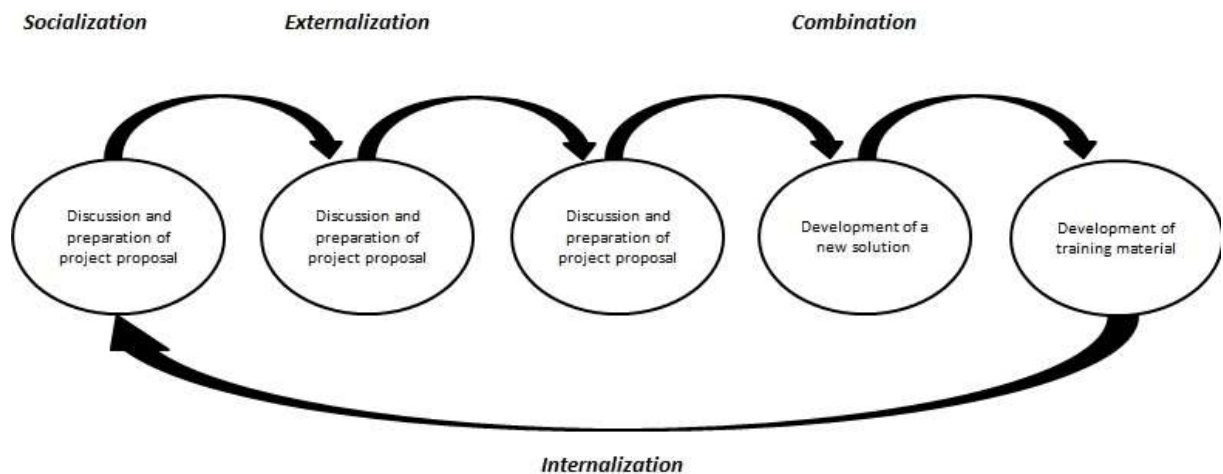 Socialization
Externalization
Combination
Discussion and
preparation of
project proposal
Discussion and
preparation of
project proposal
Discussion and
preparation of
project proposal
Development of a
new solution
Development of
training material
Internalization